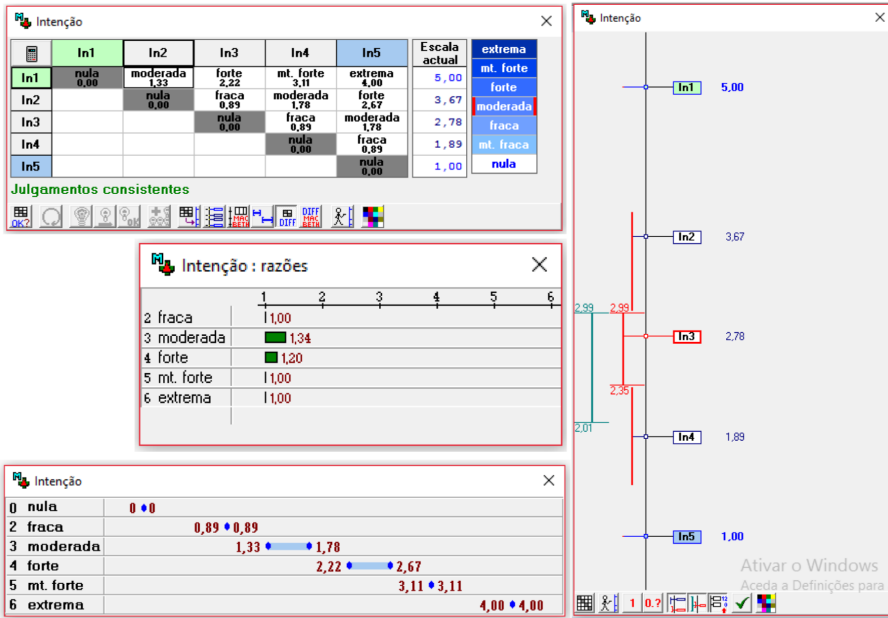 Intenção
In1 In2 In3 In4 In5 Escala actual
In1 nula 0,00 moderada 1,33 forte 2,22 mt. forte 3,11 extrema 4,00 5,00
In2 nula 0,00 fraca 0,89 moderada 1,78 forte 2,67 3,67
In3 nula 0,00 fraca 0,89 moderada 1,78 2,78
In4 nula 0,00 fraca 0,89 1,89
In5 nula 0,00 1,00
extrema
mt. forte
forte
moderada
fraca
mt. fraca
nula
Julgamentos consistentes
OK? OK DIFF DIFF MAC BETA
Intenção : razões
1 2 3 4 5 6
2 fraca 1,00
3 moderada 1,34
4 forte 1,20
5 mt. forte 1,00
6 extrema 1,00
Intenção
0 nula 0 0
2 fraca 0,89 0,89
3 moderada 1,33 1,78
4 forte 2,22 2,67
5 mt. forte 3,11 3,11
6 extrema 4,00 4,00
Intenção
In1 5,00
In2 3,67
2,99 2,99
In3 2,78
2,35
2,01
In4 1,89
In5 1,00
Ativar o Windows
Aceda a Definições para
1 0.?